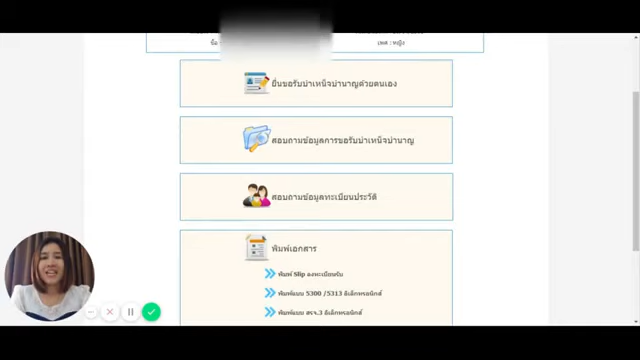 เพศ : หญิง
ยื่นขอรับบำเหน็จบำนาญด้วยตนเอง
สอบถามข้อมูลการขอรับบำเหน็จบำนาญ
สอบถามข้อมูลทะเบียนประวัติ
พิมพ์เอกสาร
พิมพ์ Slip ลงทะเบียนรับ
พิมพ์แบบ 5300 /5313 อิเล็กทรอนิกส์
พิมพ์แบบ สรจ.3 อิเล็กทรอนิกส์